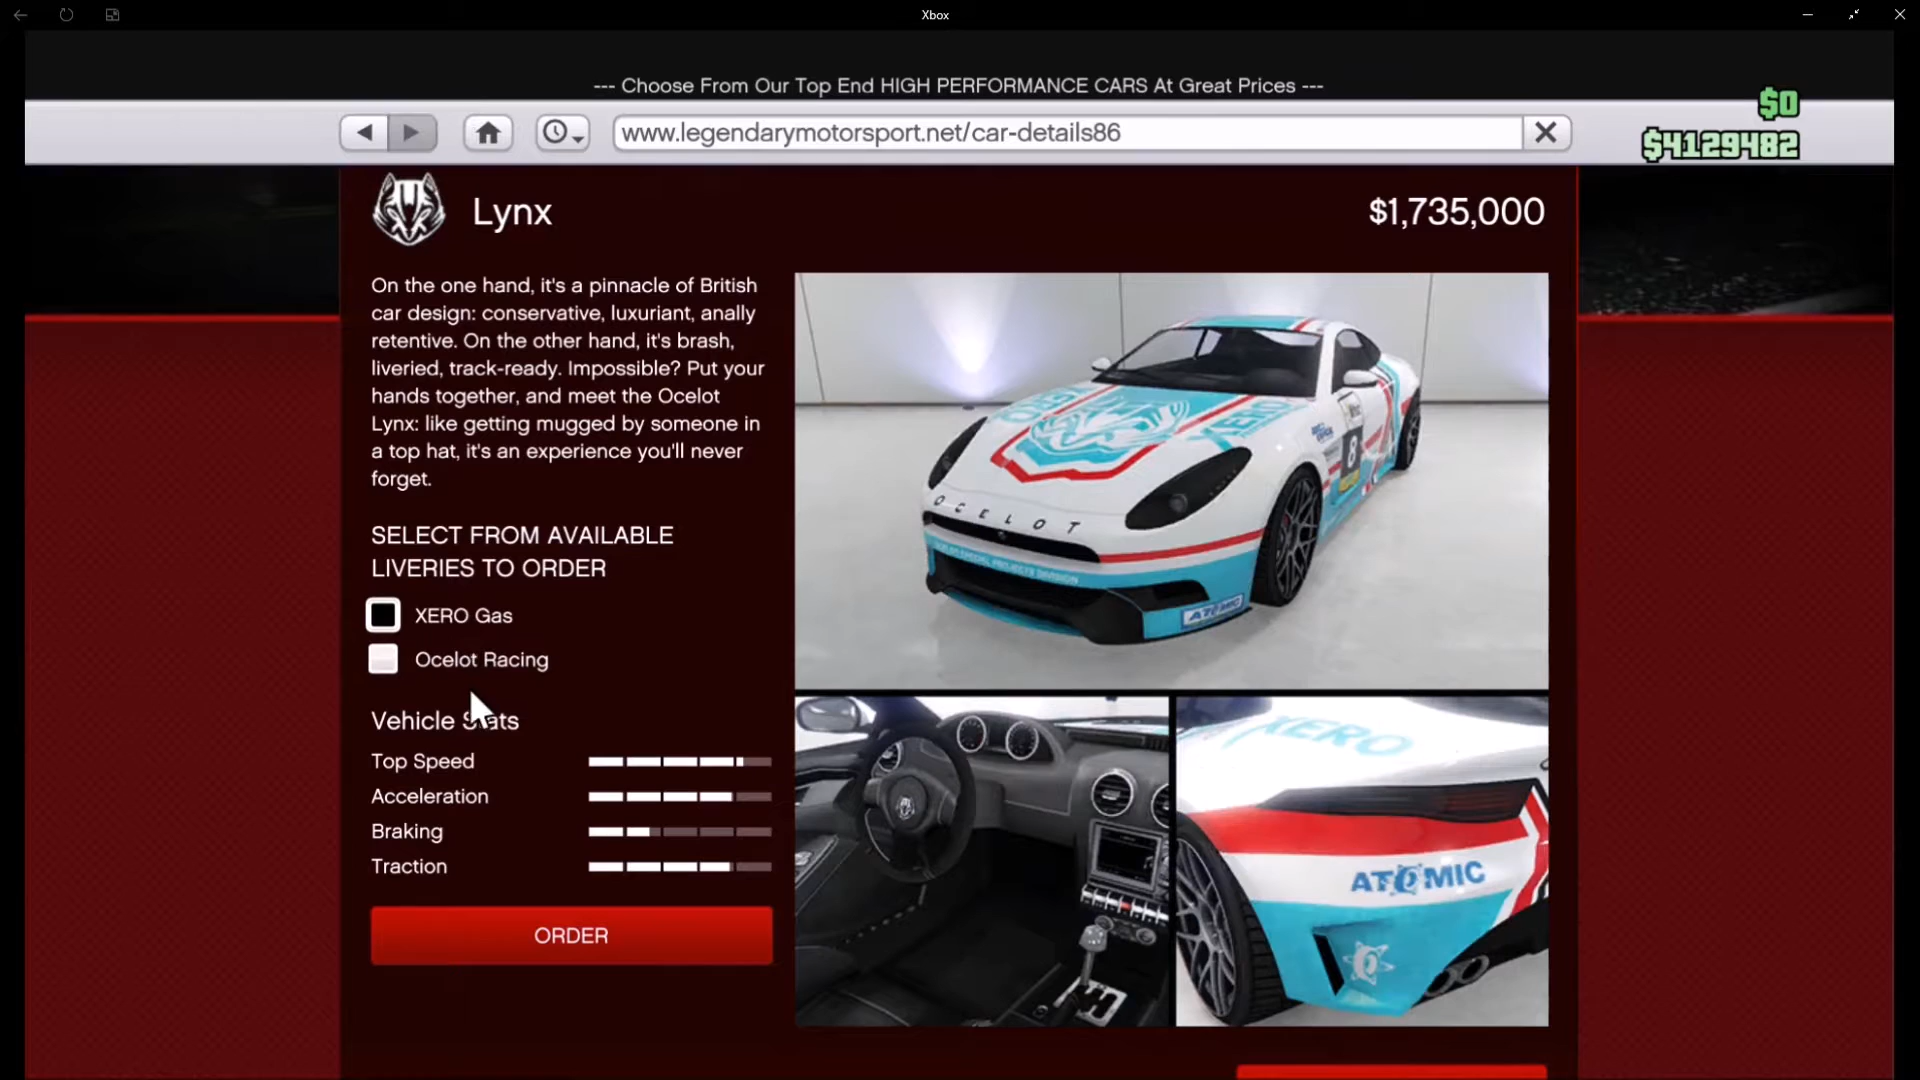 Xbox
--- Choose From Our Top End HIGH PERFORMANCE CARS At Great Prices ---
$0
www.legendarymotorsport.net/car-details86
$4129482
Lynx
$1,735,000
On the one hand, it's a pinnacle of British
car design: conservative, luxuriant, anally
retentive. On the other hand, it's brash,
liveried, track-ready. Impossible? Put your
hands together, and meet the Ocelot
Lynx: like getting mugged by someone in
a top hat, it's an experience you'll never
forget.
SELECT FROM AVAILABLE
LIVERIES TO ORDER
XERO Gas
Ocelot Racing
Vehicle Stats
Top Speed
Acceleration
Braking
Traction
ORDER
XERO
8
OCELOT
ATOMIC
XERO
ATOMIC